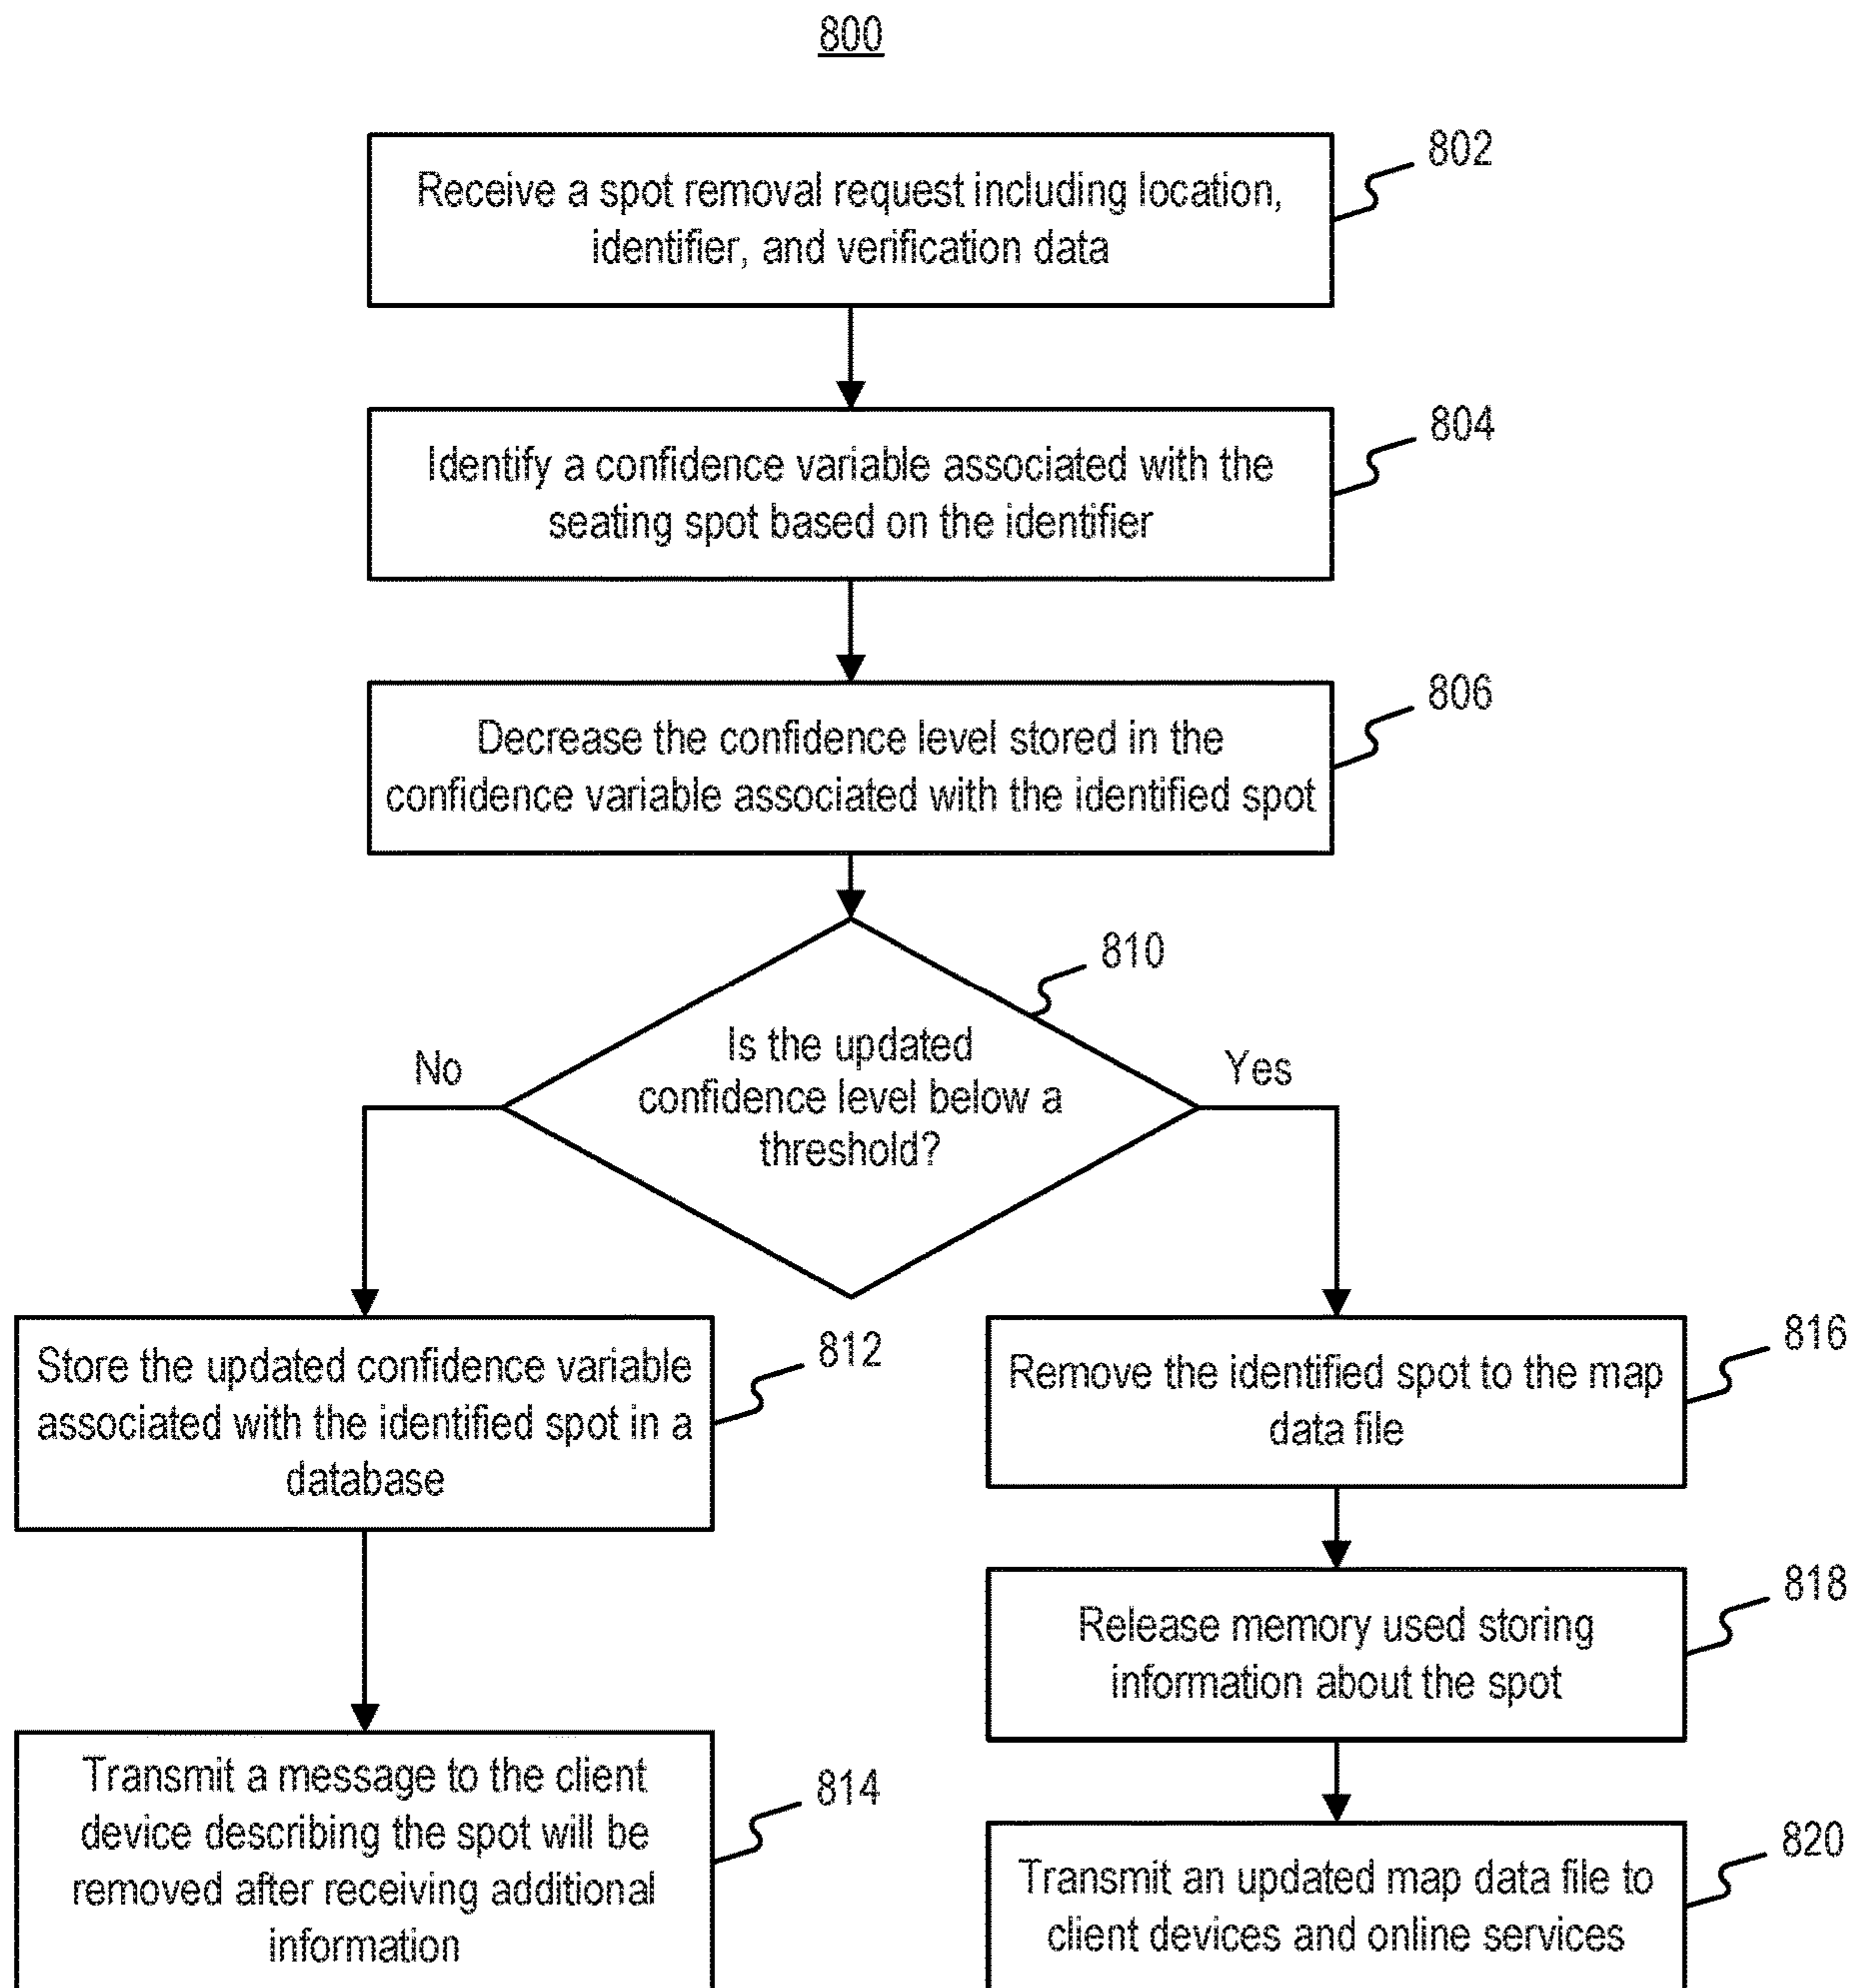 800
802
Receive a spot removal request including location,
identifier, and verification data
804
Identify a confidence variable associated with the
seating spot based on the identifier
806
Decrease the confidence level stored in the
confidence variable associated with the identified spot
810
Is the updated
confidence level below a
threshold?
No
Yes
812
Store the updated confidence variable
associated with the identified spot in a
database
816
Remove the identified spot to the map
data file
818
Release memory used storing
information about the spot
814
Transmit a message to the client
device describing the spot will be
removed after receiving additional
information
820
Transmit an updated map data file to
client devices and online services